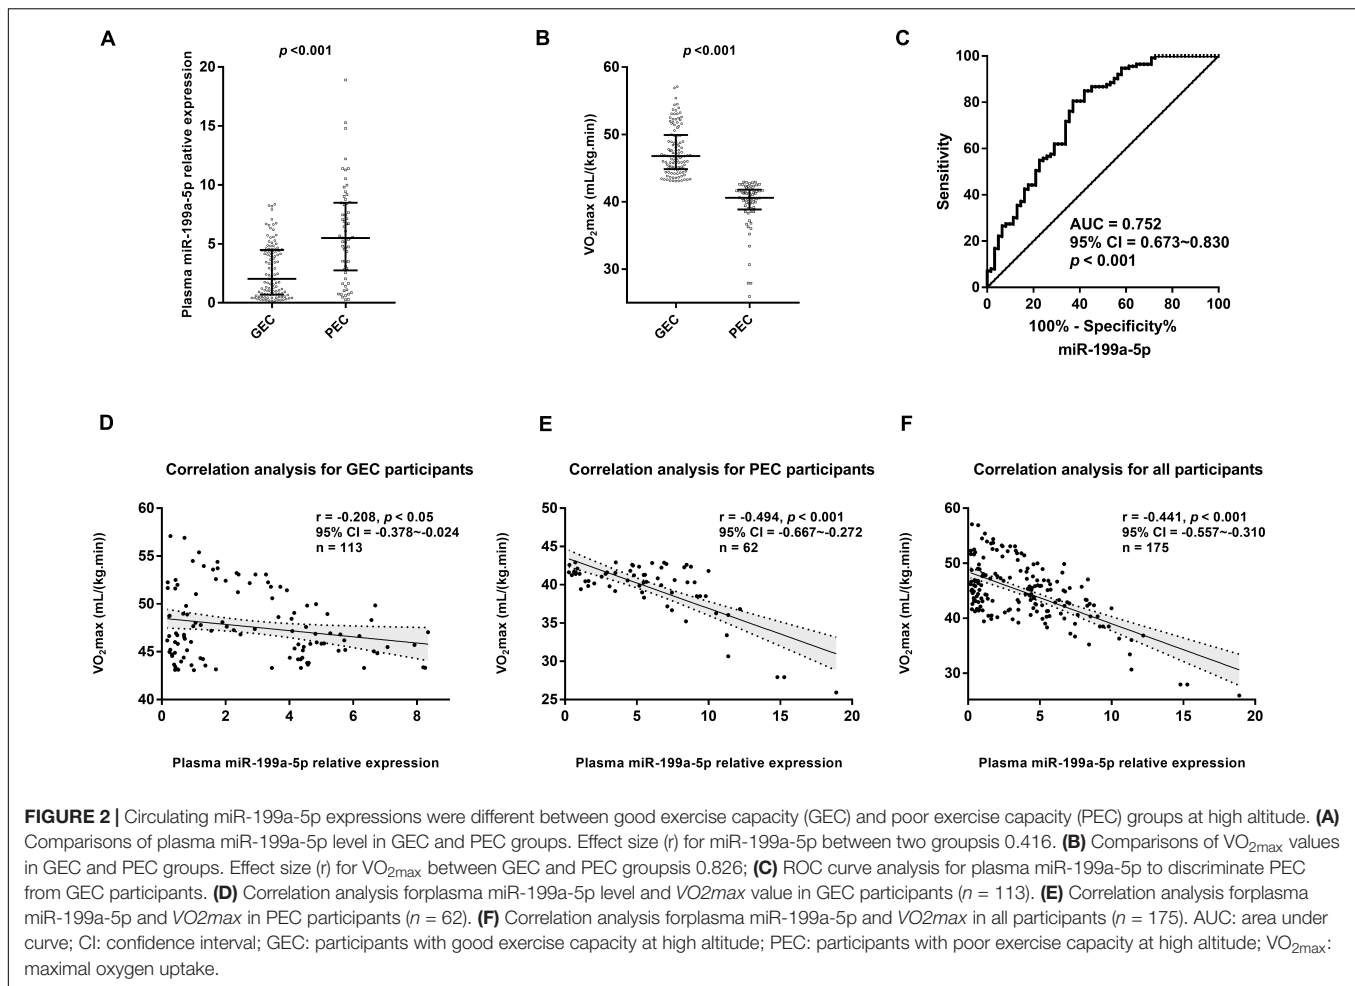 A
p <0.001
Plasma miR-199a-5p relative expression
20
15
10
5
0
GEC
PEC
B
p <0.001
VO2max (mL/(kg.min))
60
50
40
30
GEC
PEC
C
Sensitivity
100
80
60
40
20
0
AUC = 0.752
95% CI = 0.673~0.830
p < 0.001
0 20 40 60 80 100
100% - Specificity%
miR-199a-5p
D
Correlation analysis for GEC participants
VO2max (mL/(kg.min))
60
55
50
45
40
r = -0.208, p < 0.05
95% CI = -0.378~-0.024
n = 113
0 2 4 6 8
Plasma miR-199a-5p relative expression
E
Correlation analysis for PEC participants
VO2max (mL/(kg.min))
50
45
40
35
30
25
r = -0.494, p < 0.001
95% CI = -0.667~-0.272
n = 62
0 5 10 15 20
Plasma miR-199a-5p relative expression
F
Correlation analysis for all participants
VO2max (mL/(kg.min))
60
50
40
30
r = -0.441, p < 0.001
95% CI = -0.557~-0.310
n = 175
0 5 10 15 20
Plasma miR-199a-5p relative expression
FIGURE 2 | Circulating miR-199a-5p expressions were different between good exercise capacity (GEC) and poor exercise capacity (PEC) groups at high altitude. (A)
Comparisons of plasma miR-199a-5p level in GEC and PEC groups. Effect size (r) for miR-199a-5p between two groupsis 0.416. (B) Comparisons of VO2max values
in GEC and PEC groups. Effect size (r) for VO2max between GEC and PEC groupsis 0.826; (C) ROC curve analysis for plasma miR-199a-5p to discriminate PEC
from GEC participants. (D) Correlation analysis forplasma miR-199a-5p level and VO2max value in GEC participants (n = 113). (E) Correlation analysis forplasma
miR-199a-5p and VO2max in PEC participants (n = 62). (F) Correlation analysis forplasma miR-199a-5p and VO2max in all participants (n = 175). AUC: area under
curve; CI: confidence interval; GEC: participants with good exercise capacity at high altitude; PEC: participants with poor exercise capacity at high altitude; VO2max:
maximal oxygen uptake.